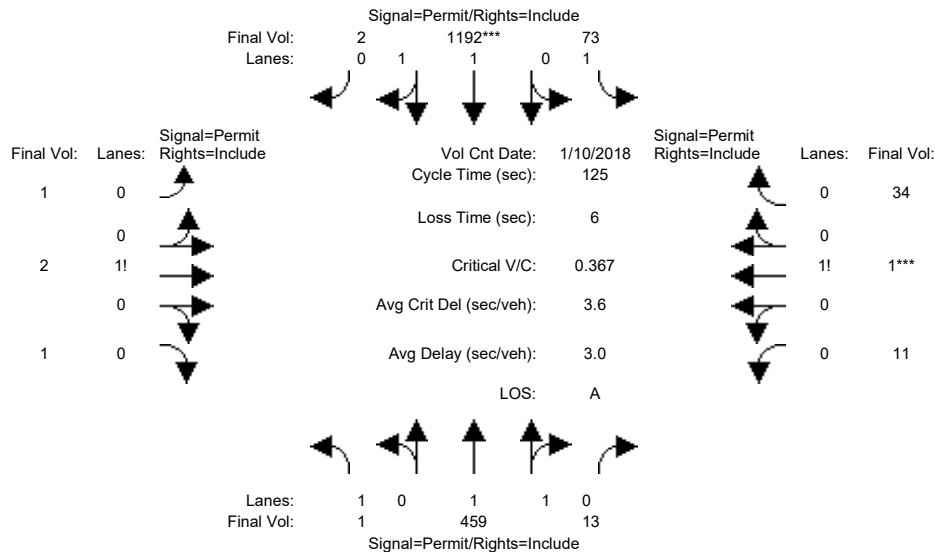 Signal=Permit/Rights=Include
Final Vol: 2 1192*** 73
Lanes: 0 1 1 0 1
Signal=Permit
Rights=Include
Final Vol: Lanes:
Vol Cnt Date: 1/10/2018
Signal=Permit
Rights=Include
Lanes: Final Vol:
Cycle Time (sec): 125
1 0
0 34
Loss Time (sec): 6
0
0
2 1!
Critical V/C: 0.367
1! 1***
0
Avg Crit Del (sec/veh): 3.6
0
1 0
Avg Delay (sec/veh): 3.0
0 11
LOS: A
Lanes: 1 0 1 1 0
Final Vol: 1 459 13
Signal=Permit/Rights=Include